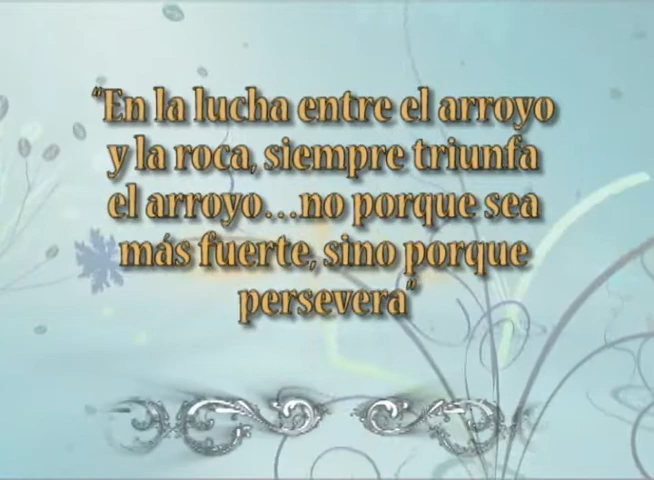 “En la lucha entre el arroyo
y la roca, siempre triunfa
el arroyo...no porque sea
más fuerte, sino porque
persevera”